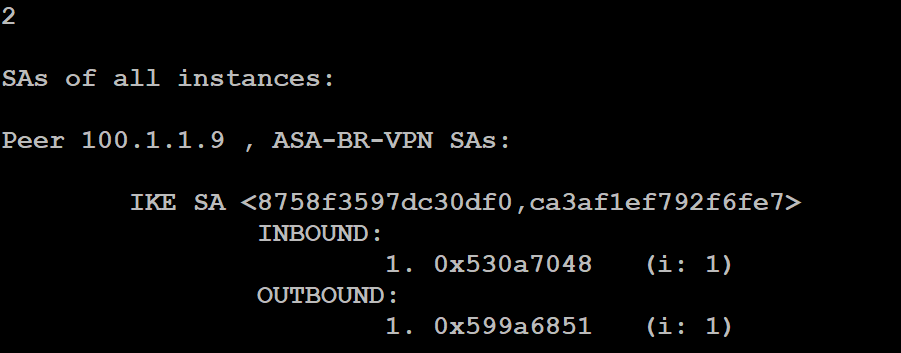 2
SAs of all instances:
Peer 100.1.1.9 , ASA-BR-VPN SAs:
IKE SA <8758f3597dc30df0,ca3af1ef792f6fe7>
INBOUND:
1. 0x530a7048 (i: 1)
OUTBOUND:
1. 0x599a6851 (i: 1)